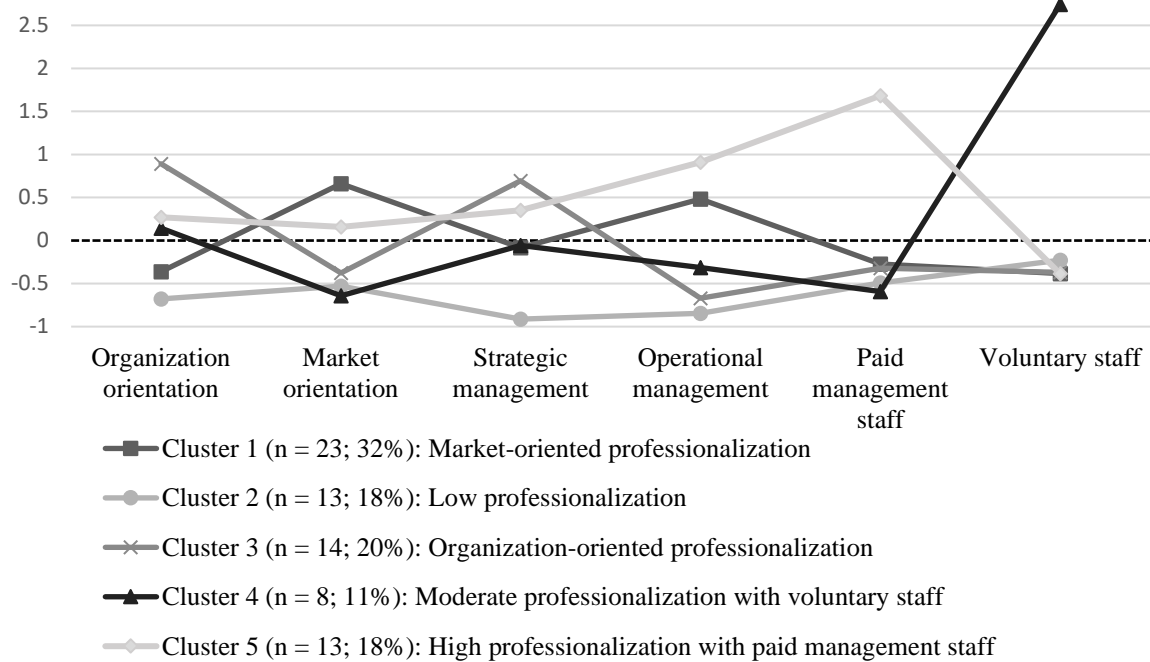 2.5
2
1.5
1
0.5
0
-0.5
-1
Organization orientation
Market orientation
Strategic management
Operational management
Paid management staff
Voluntary staff
Cluster 1 (n = 23; 32%): Market-oriented professionalization
Cluster 2 (n = 13; 18%): Low professionalization
Cluster 3 (n = 14; 20%): Organization-oriented professionalization
Cluster 4 (n = 8; 11%): Moderate professionalization with voluntary staff
Cluster 5 (n = 13; 18%): High professionalization with paid management staff